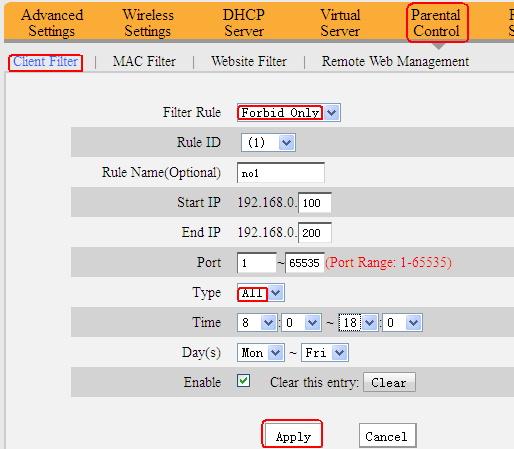 Advanced Settings Wireless Settings DHCP Server Virtual Server Parental Control
Client Filter | MAC Filter | Website Filter | Remote Web Management
Filter Rule Forbid Only
Rule ID (1)
Rule Name(Optional) no1
Start IP 192.168.0.100
End IP 192.168.0.200
Port 1 ~ 65535 (Port Range: 1-65535)
Type All
Time 8 : 0 ~ 18 : 0
Day(s) Mon ~ Fri
Enable Clear this entry: Clear
Apply Cancel